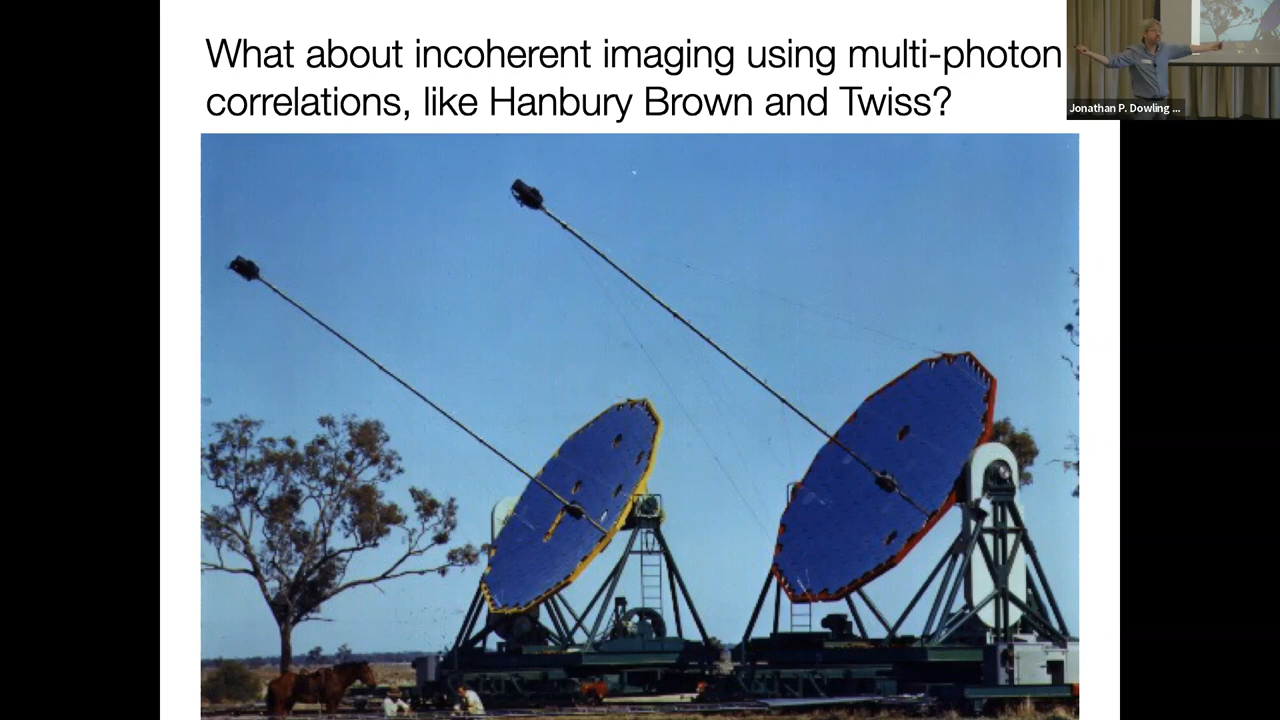 What about incoherent imaging using multi-photon
correlations, like Hanbury Brown and Twiss?
Jonathan P. Dowling ...